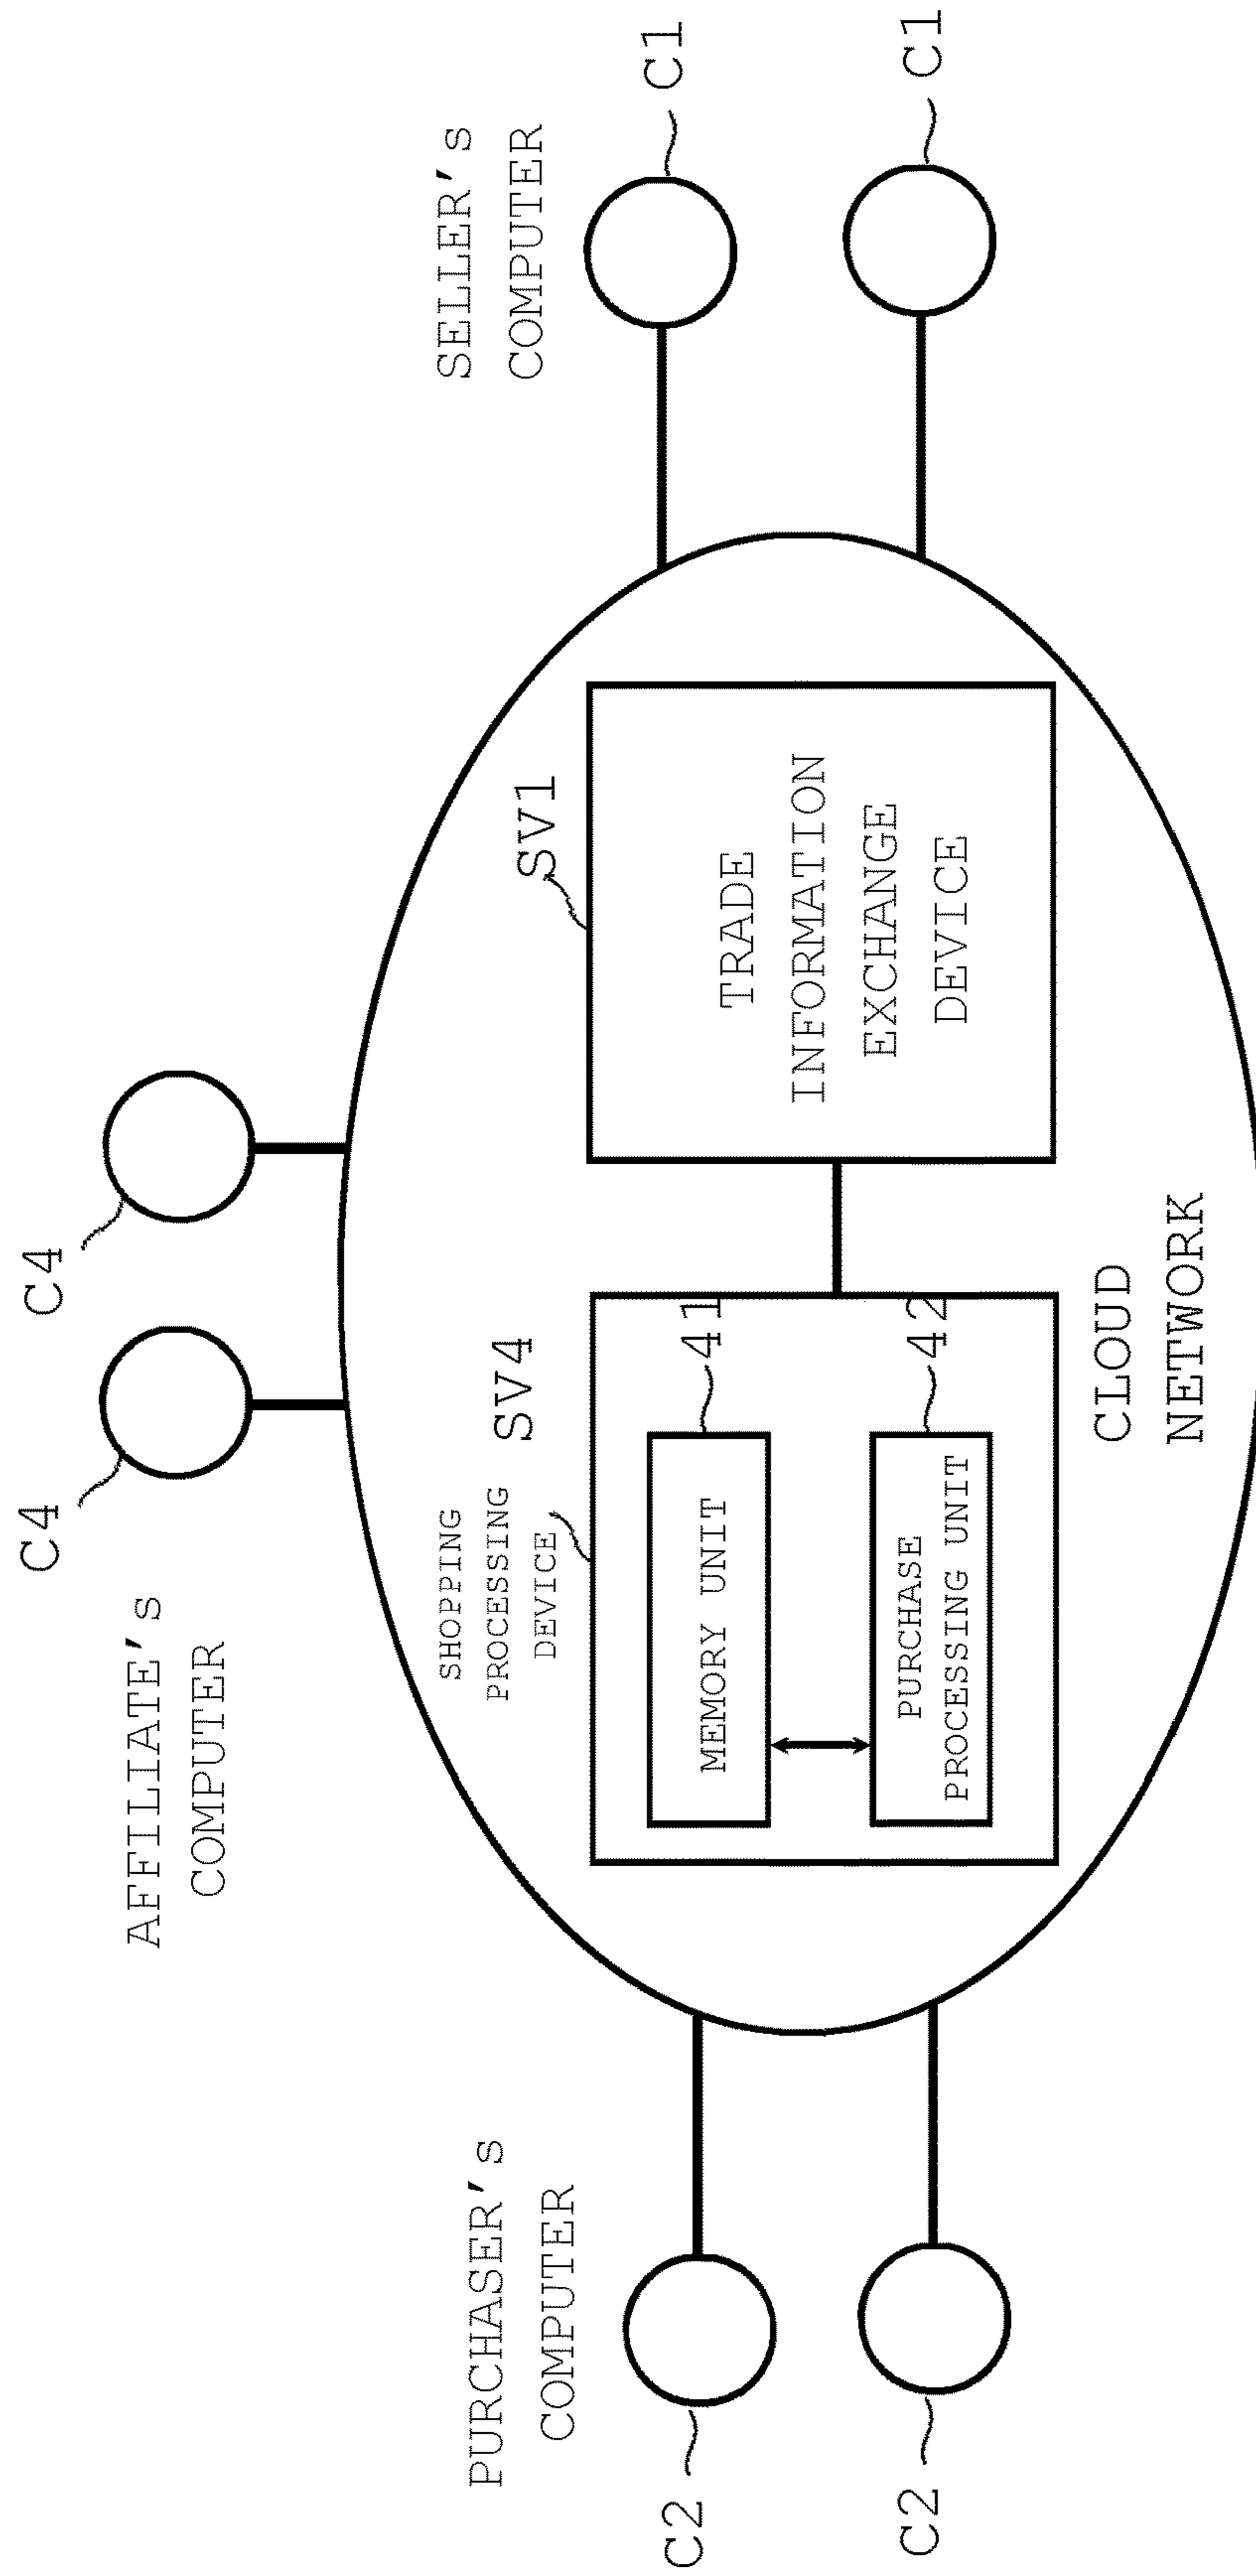 AFFILIATE's
COMPUTER
C4
C4
PURCHASER's
COMPUTER
C2
C2
SHOPPING
PROCESSING
DEVICE
SV4
MEMORY UNIT
41
PURCHASE
PROCESSING UNIT
42
SV1
TRADE
INFORMATION
EXCHANGE
DEVICE
CLOUD
NETWORK
SELLER's
COMPUTER
C1
C1